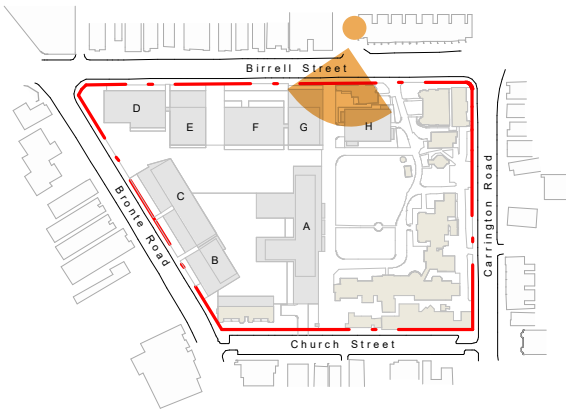 Birrell Street
D
E
F
G
H
C
B
A
Bronte Road
Carrington Road
Church Street